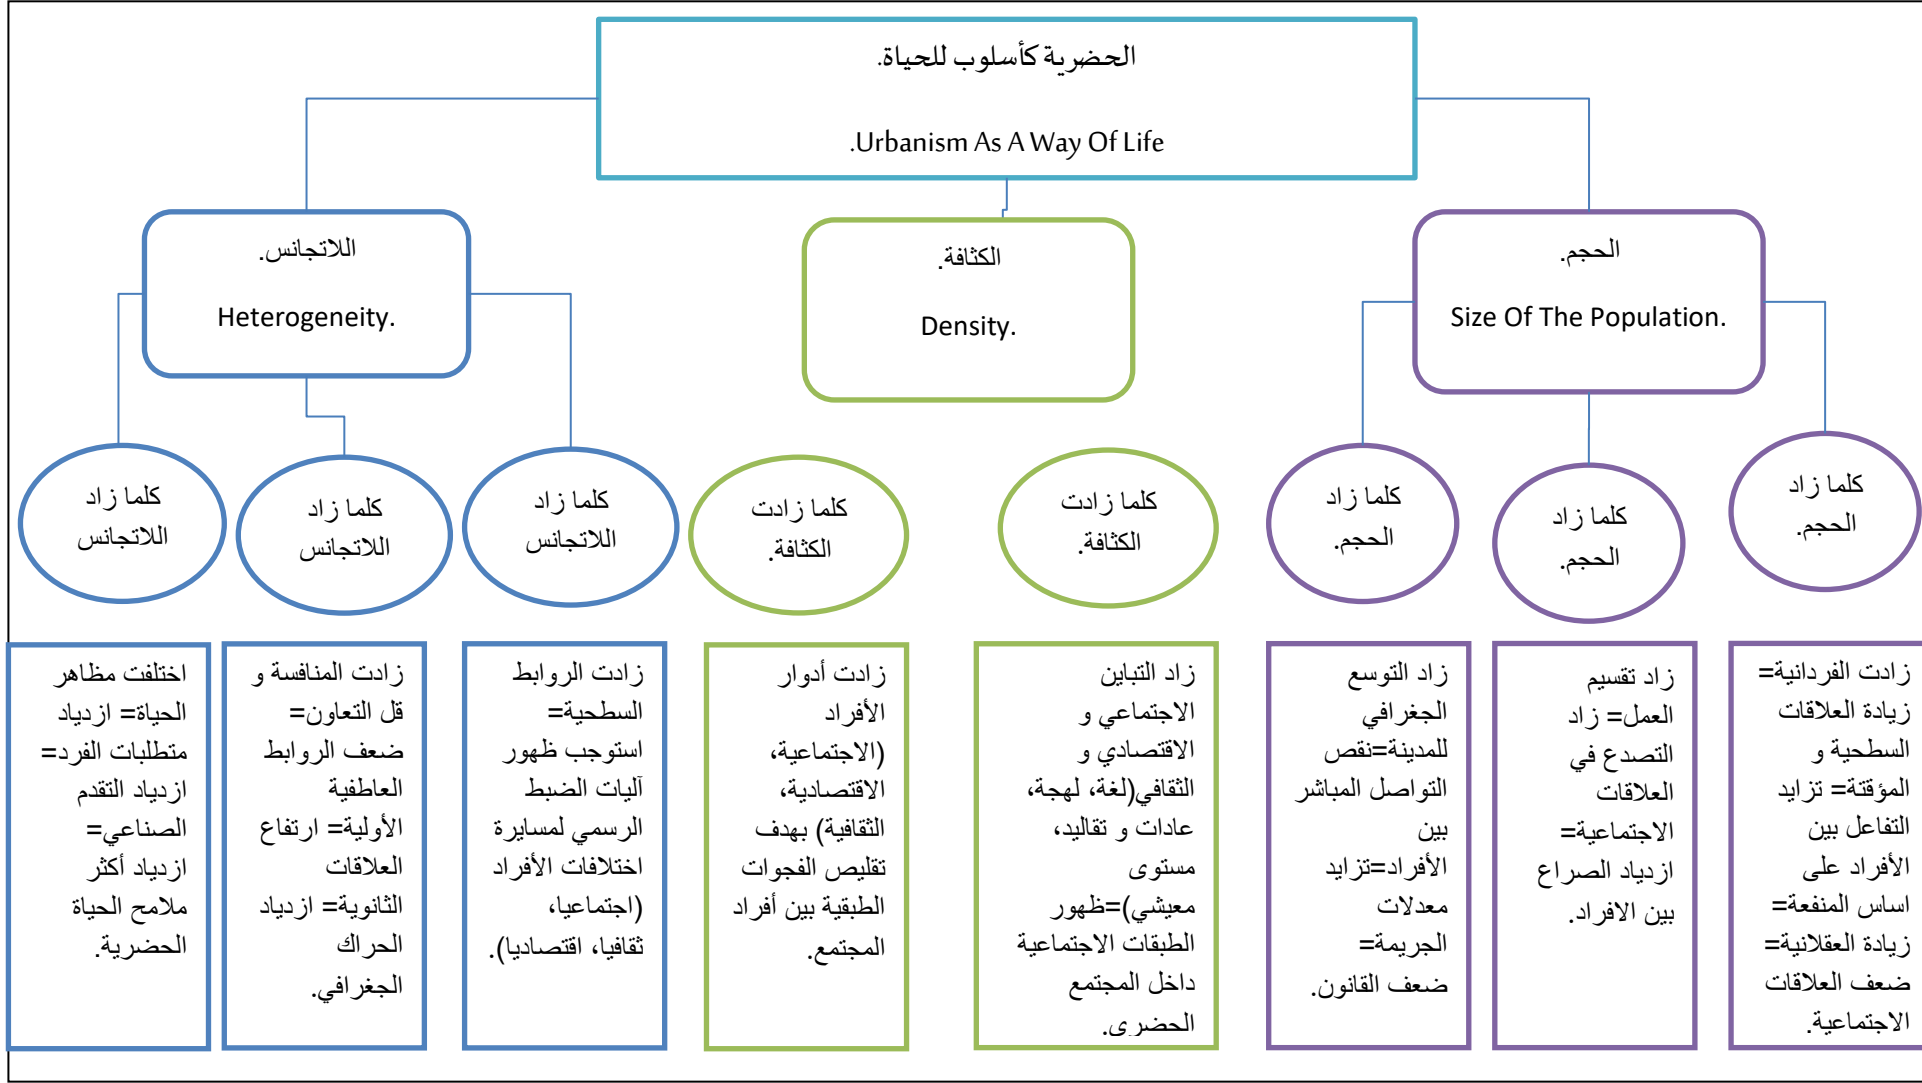 الحضرية كأسلوب للحياة.
Urbanism As A Way Of Life.
الحجم.
Size Of The Population.
الكثافة.
Density.
اللاتجانس.
Heterogeneity.
كلما زاد
الحجم.
كلما زاد
الحجم.
كلما زاد
الحجم.
كلما زادت
الكثافة.
كلما زادت
الكثافة.
كلما زاد
اللاتجانس
كلما زاد
اللاتجانس
كلما زاد
اللاتجانس
زادت الفردانية=
زيادة العلاقات
السطحية و
المؤقتة= تزايد
التفاعل بين
الأفراد على
اساس المنفعة=
زيادة العقلانية=
ضعف العلاقات
الاجتماعية.
زاد تقسيم
العمل= زاد
التصدع في
العلاقات
الاجتماعية=
ازدياد الصراع
بين الافراد.
زاد التوسع
الجغرافي
للمدينة=نقص
التواصل المباشر
بين
الأفراد=تزايد
معدلات
الجريمة=
ضعف القانون.
زاد التباين
الاجتماعي و
الاقتصادي و
الثقافي(لغة، لهجة،
عادات و تقاليد،
مستوى
معيشي)=ظهور
الطبقات الاجتماعية
داخل المجتمع
الحضري.
زادت أدوار
الأفراد
(الاجتماعية،
الاقتصادية،
الثقافية) بهدف
تقليص الفجوات
الطبقية بين أفراد
المجتمع.
زادت الروابط
السطحية=
استوجب ظهور
آليات الضبط
الرسمي لمسايرة
اختلافات الأفراد
(اجتماعيا،
ثقافيا، اقتصاديا).
زادت المنافسة و
قل التعاون=
ضعف الروابط
العاطفية
الأولية= ارتفاع
العلاقات
الثانوية= ازدياد
الحراك
الجغرافي.
اختلفت مظاهر
الحياة= ازدياد
متطلبات الفرد=
ازدياد التقدم
الصناعي=
ازدياد أكثر
ملامح الحياة
الحضرية.